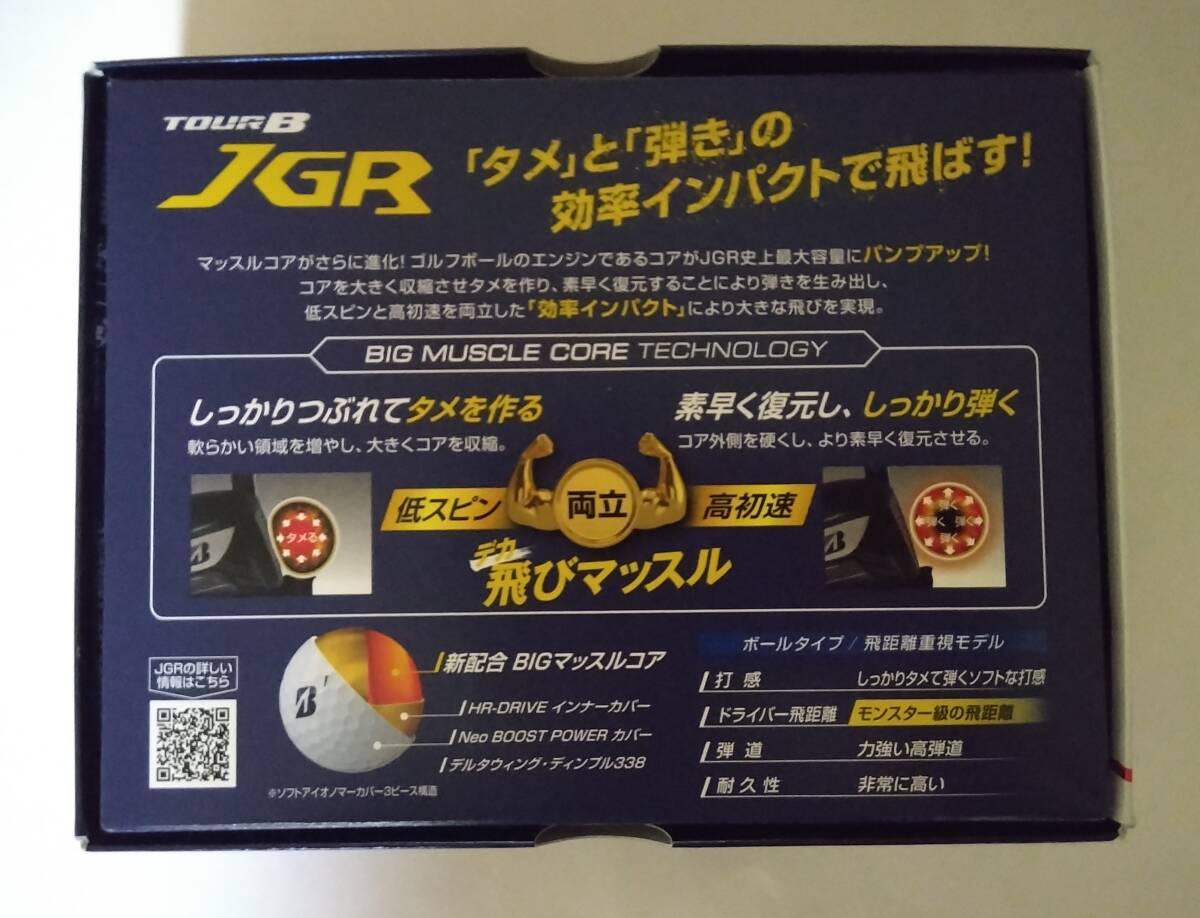 TOUR B
JGR
「タメ」と「弾き」の
効率インパクトで飛ばす!
マッスルコアがさらに進化!ゴルフボールのエンジンであるコアがJGR史上最大容量にパンプアップ!
コアを大きく収縮させタメを作り、素早く復元することにより弾きを生み出し、
低スピンと高初速を両立した「効率インパクト」により大きな飛びを実現。
BIG MUSCLE CORE TECHNOLOGY
しっかりつぶれてタメを作る
軟らかい領域を増やし、大きくコアを収縮。
素早く復元し、しっかり弾く
コア外側を硬くし、より素早く復元させる。
タメる
低スピン 両立 高初速
デカ
飛びマッスル
弾く
弾く 弾く
弾く
B
JGRの詳しい
情報はこちら
B
新配合 BIGマッスルコア
HR-DRIVE インナーカバー
Neo BOOST POWER カバー
デルタウィング・ディンプル338
※ソフトアイオノマーカバー3ピース構造
ボールタイプ / 飛距離重視モデル
打感 しっかりタメて弾くソフトな打感
ドライバー飛距離 モンスター級の飛距離
弾道 力強い高弾道
耐久性 非常に高い